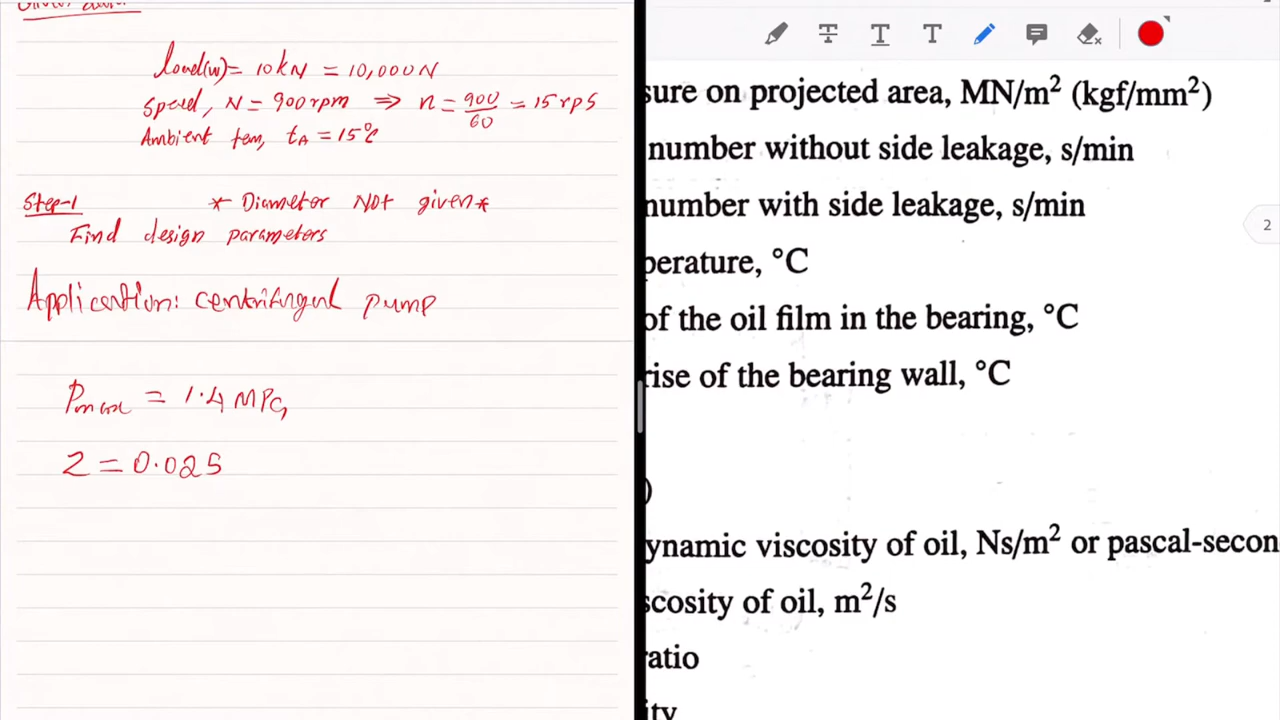 Load(w) = 10kN = 10,000N
Speed, N = 900rpm ⇒ n = 900/60 = 15rps
Ambient tem, tA = 15°C
Step-1 * Diameter Not given*
Find design parameters
Application: centrifugal pump
Pmax = 1.4 MPa
Z = 0.025
sure on projected area, MN/m² (kgf/mm²)
number without side leakage, s/min
number with side leakage, s/min
perature, °C
of the oil film in the bearing, °C
rise of the bearing wall, °C
)
ynamic viscosity of oil, Ns/m² or pascal-secon
scosity of oil, m²/s
ratio
ity
T T T
2